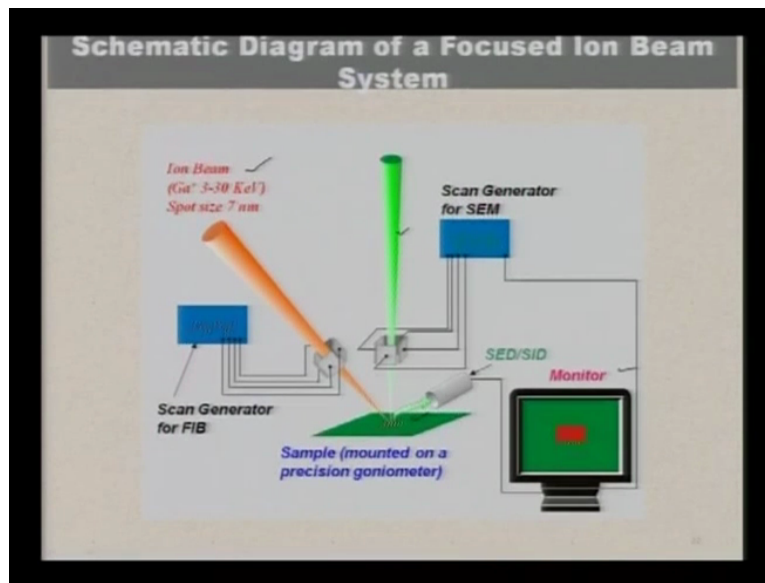 Schematic Diagram of a Focused Ion Beam
System
Ion Beam
(Ga+ 3-30 KeV)
Spot size 7 nm
Scan Generator
for SEM
SED/SID
Monitor
Scan Generator
for FIB
Sample (mounted on a
precision goniometer)